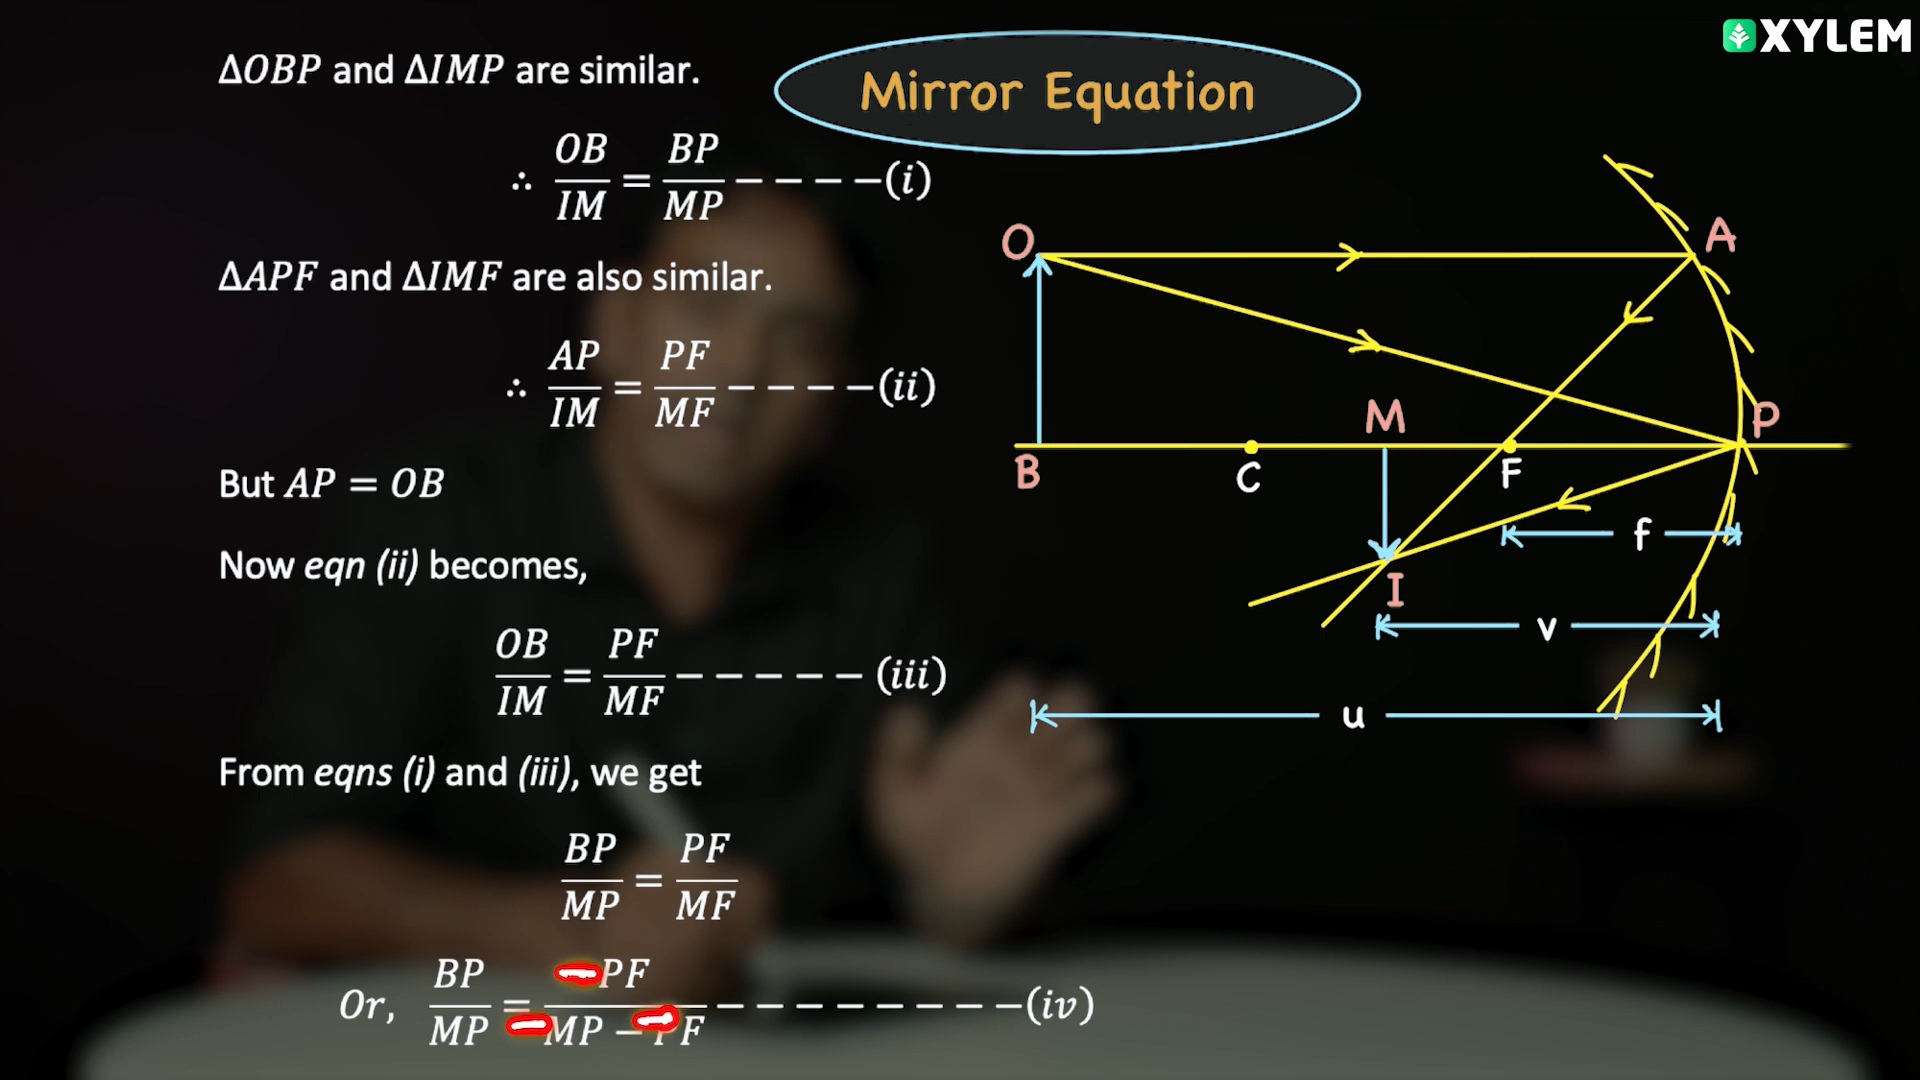 XYLEM
Mirror Equation
ΔOBP and ΔIMP are similar.
∴ OB/IM = BP/MP ----(i)
ΔAPF and ΔIMF are also similar.
∴ AP/IM = PF/MF ----(ii)
But AP = OB
Now eqn (ii) becomes,
OB/IM = PF/MF ----- (iii)
From eqns (i) and (iii), we get
BP/MP = PF/MF
Or, BP/MP = -PF/-MP - -PF --------(iv)
O
A
M
P
B
C
F
f
I
v
u